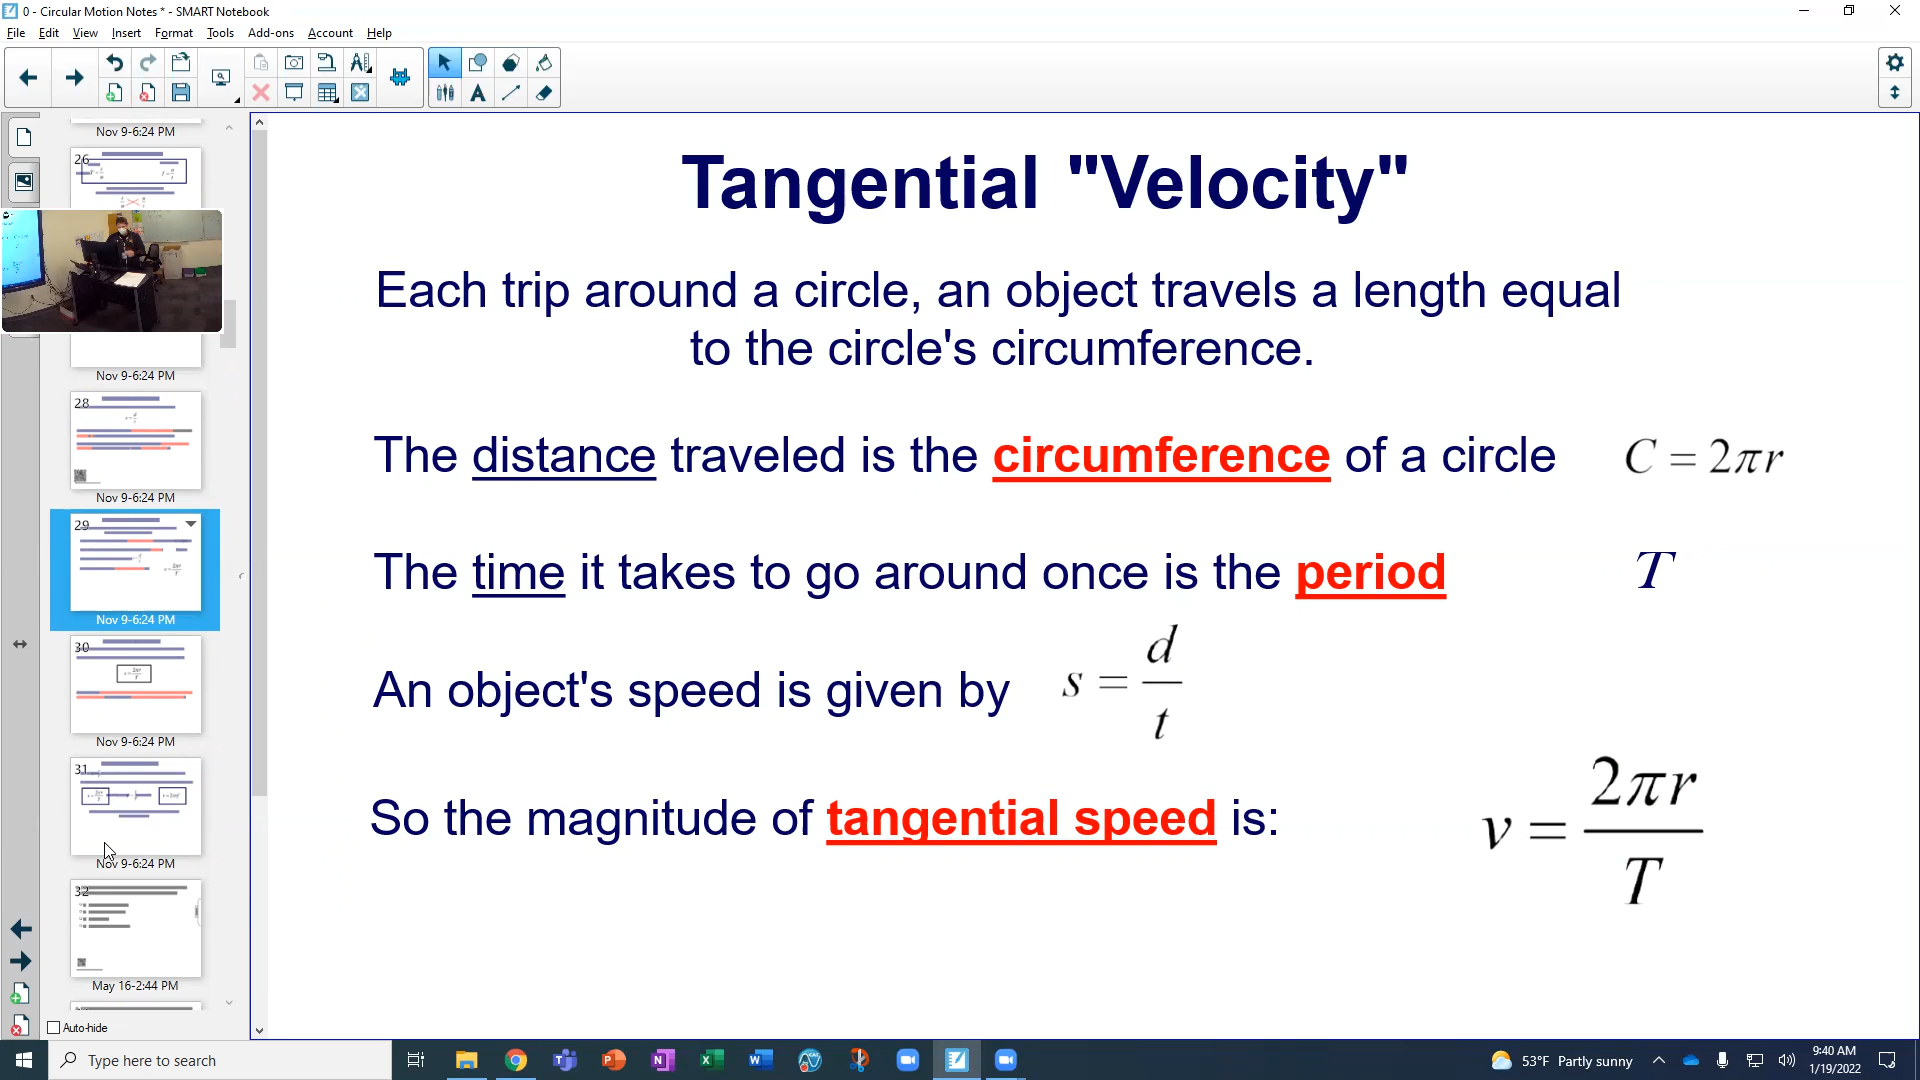 0 - Circular Motion Notes * - SMART Notebook
File Edit View Insert Format Tools Add-ons Account Help
Nov 9-6:24 PM
26
Nov 9-6:24 PM
28
Nov 9-6:24 PM
29
Nov 9-6:24 PM
30
Nov 9-6:24 PM
31
Nov 9-6:24 PM
32
May 16-2:44 PM
Auto-hide
Tangential "Velocity"
Each trip around a circle, an object travels a length equal
to the circle's circumference.
The distance traveled is the circumference of a circle C = 2πr
The time it takes to go around once is the period T
An object's speed is given by s = d/t
So the magnitude of tangential speed is: v = 2πr/T
Type here to search
53°F Partly sunny
9:40 AM
1/19/2022